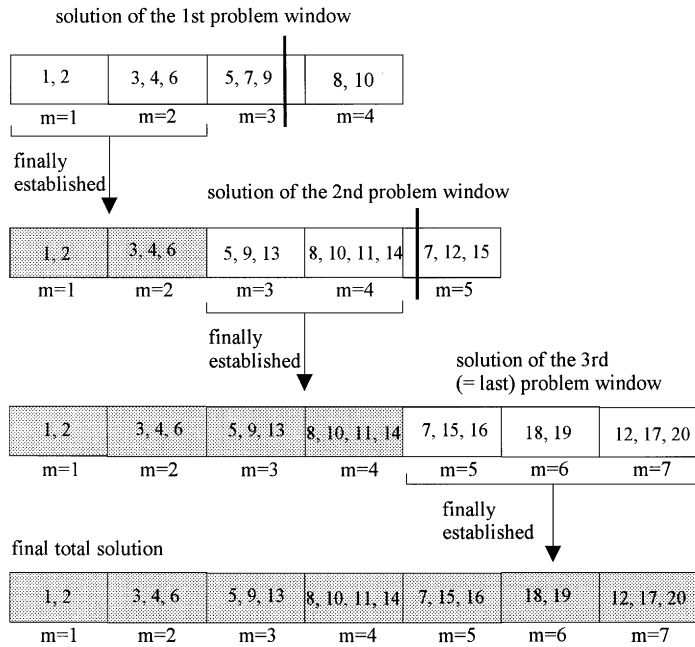 solution of the 1st problem window
1, 2 3, 4, 6 5, 7, 9 8, 10
m=1 m=2 m=3 m=4
finally
established
solution of the 2nd problem window
1, 2 3, 4, 6 5, 9, 13 8, 10, 11, 14 7, 12, 15
m=1 m=2 m=3 m=4 m=5
finally
established
solution of the 3rd
(= last) problem window
1, 2 3, 4, 6 5, 9, 13 8, 10, 11, 14 7, 15, 16 18, 19 12, 17, 20
m=1 m=2 m=3 m=4 m=5 m=6 m=7
finally
established
final total solution
1, 2 3, 4, 6 5, 9, 13 8, 10, 11, 14 7, 15, 16 18, 19 12, 17, 20
m=1 m=2 m=3 m=4 m=5 m=6 m=7